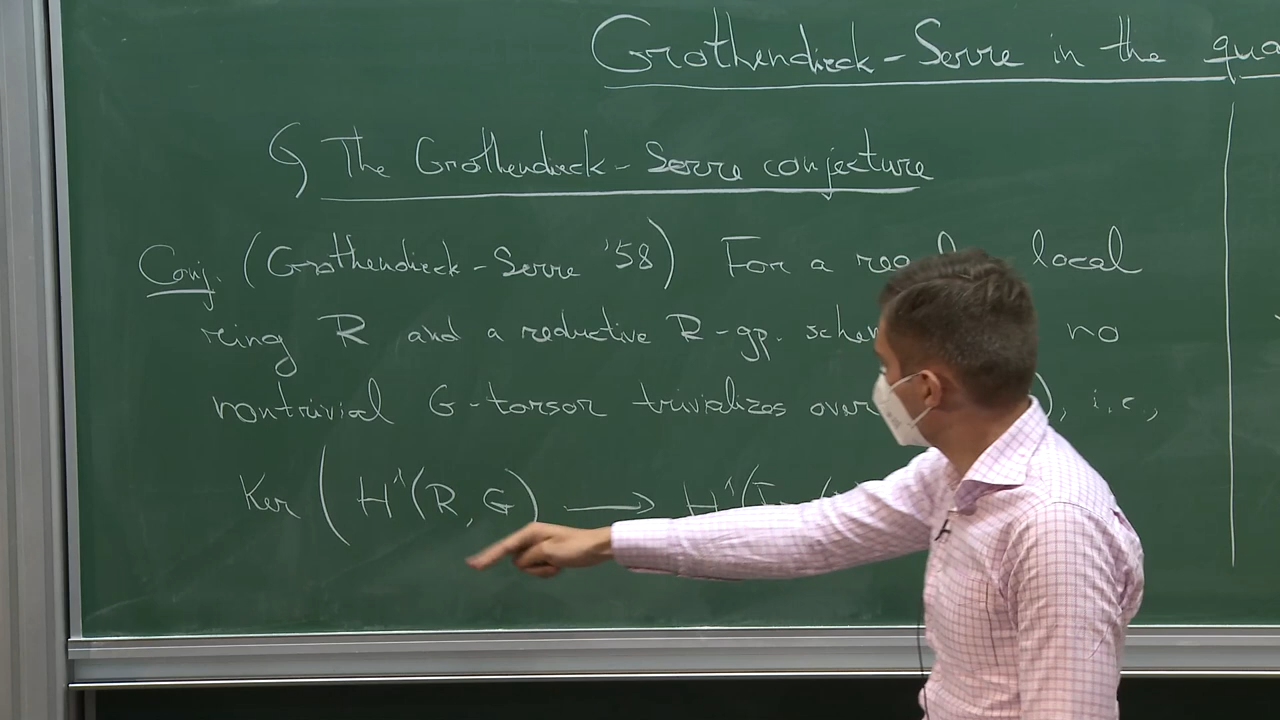 Grothendieck - Serre in the qua
§ The Grothendieck - Serre conjecture
Conj. (Grothendieck - Serre '58) For a local
ring R and a reductive R-gp. no
nontrivial G-torsor trivializes over ), i.e.,
Ker ( H¹(R, G) → H¹(